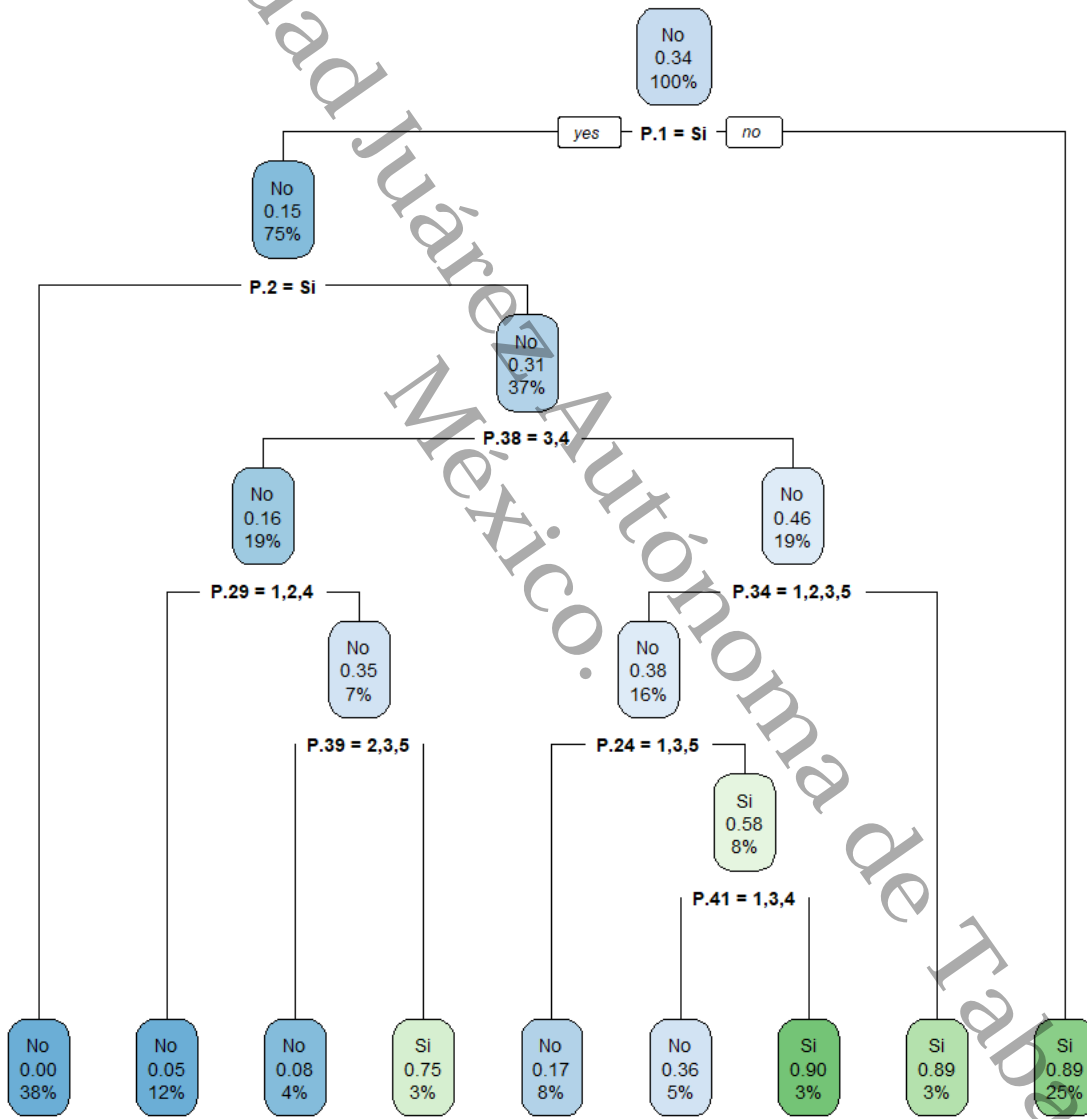 No
0.34
100%
yes P.1 = Si no
No
0.15
75%
P.2 = Si
No
0.31
37%
P.38 = 3,4
No
0.16
19%
No
0.46
19%
P.29 = 1,2,4
P.34 = 1,2,3,5
No
0.35
7%
No
0.38
16%
P.39 = 2,3,5
P.24 = 1,3,5
Si
0.58
8%
P.41 = 1,3,4
No
0.00
38%
No
0.05
12%
No
0.08
4%
Si
0.75
3%
No
0.17
8%
No
0.36
5%
Si
0.90
3%
Si
0.89
3%
Si
0.89
25%
Juárez Autónoma de
México.